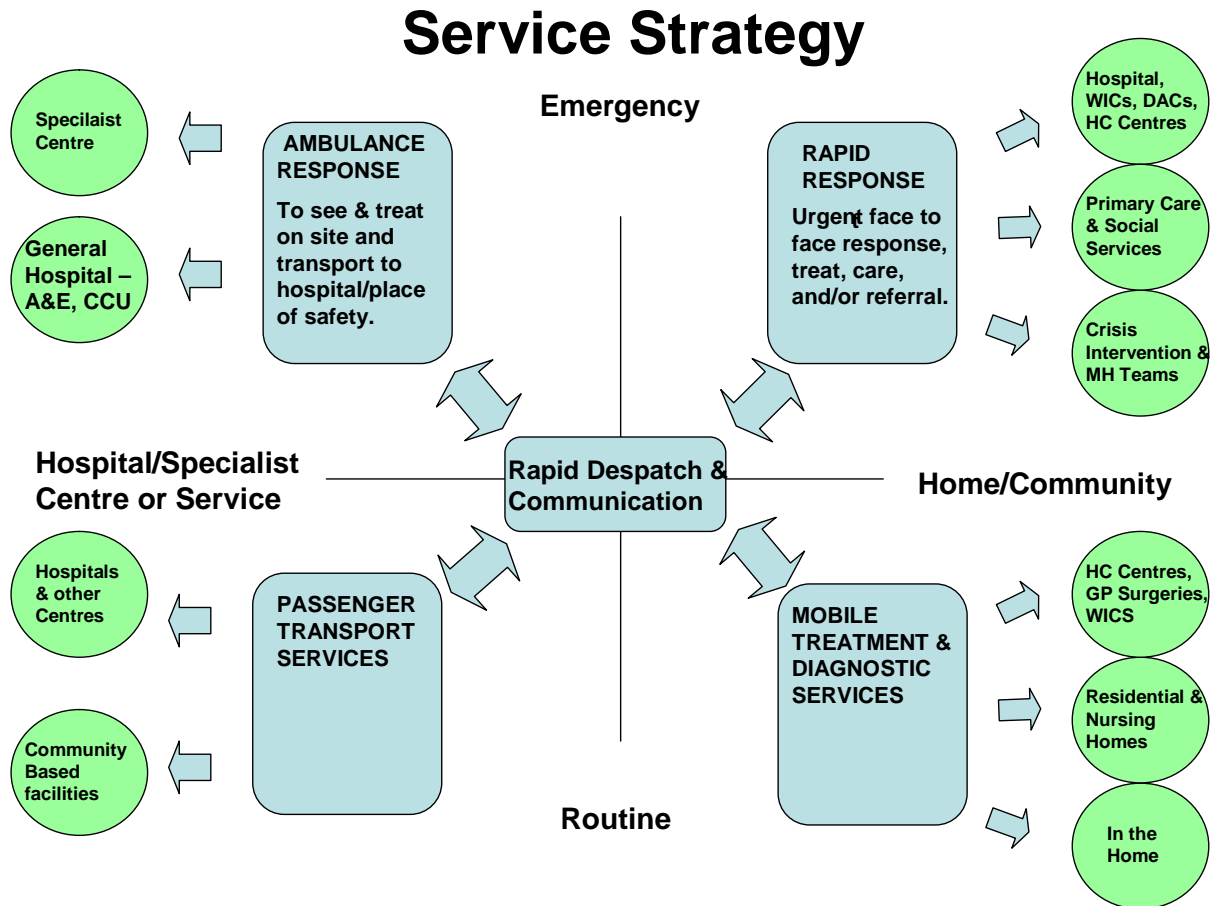 Service Strategy
Emergency
Specilaist
Centre
General
Hospital –
A&E, CCU
AMBULANCE
RESPONSE
To see & treat
on site and
transport to
hospital/place
of safety.
RAPID
RESPONSE
Urgent face to
face response,
treat, care,
and/or referral.
Hospital,
WICs, DACs,
HC Centres
Primary Care
& Social
Services
Crisis
Intervention &
MH Teams
Hospital/Specialist
Centre or Service
Rapid Despatch &
Communication
Home/Community
Hospitals
& other
Centres
Community
Based
facilities
PASSENGER
TRANSPORT
SERVICES
MOBILE
TREATMENT &
DIAGNOSTIC
SERVICES
HC Centres,
GP Surgeries,
WICS
Residential &
Nursing
Homes
In the
Home
Routine